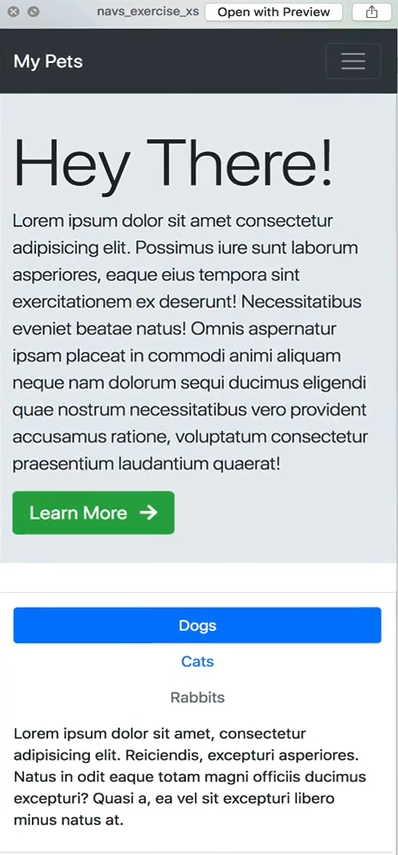 navs_exercise_xs Open with Preview
My Pets
Hey There!
Lorem ipsum dolor sit amet consectetur
adipisicing elit. Possimus iure sunt laborum
asperiores, eaque eius tempora sint
exercitationem ex deserunt! Necessitatibus
eveniet beatae natus! Omnis aspernatur
ipsam placeat in commodi animi aliquam
neque nam dolorum sequi ducimus eligendi
quae nostrum necessitatibus vero provident
accusamus ratione, voluptatum consectetur
praesentium laudantium quaerat!
Learn More
Dogs
Cats
Rabbits
Lorem ipsum dolor sit amet, consectetur
adipisicing elit. Reiciendis, excepturi asperiores.
Natus in odit eaque totam magni officiis ducimus
excepturi? Quasi a, ea vel sit excepturi libero
minus natus at.